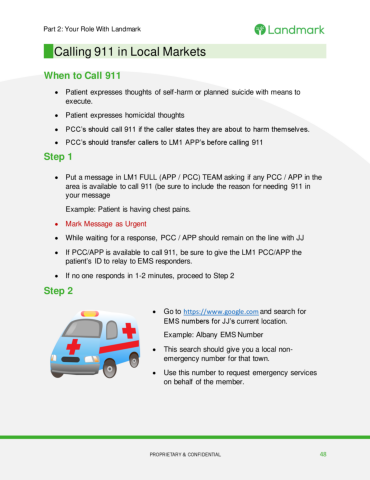 Part 2: Your Role With Landmark
Landmark
Calling 911 in Local Markets
When to Call 911
• Patient expresses thoughts of self-harm or planned suicide with means to
execute.
• Patient expresses homicidal thoughts
• PCC's should call 911 if the caller states they are about to harm themselves.
• PCC's should transfer callers to LM1 APP's before calling 911
Step 1
• Put a message in LM1 FULL (APP / PCC) TEAM asking if any PCC / APP in the
area is available to call 911 (be sure to include the reason for needing 911 in
your message
Example: Patient is having chest pains.
• Mark Message as Urgent
• While waiting for a response, PCC / APP should remain on the line with JJ
• If PCC/APP is available to call 911, be sure to give the LM1 PCC/APP the
patient's ID to relay to EMS responders.
• If no one responds in 1-2 minutes, proceed to Step 2
Step 2
• Go to https://www.google.com and search for
EMS numbers for JJ's current location.
Example: Albany EMS Number
• This search should give you a local non-
emergency number for that town.
• Use this number to request emergency services
on behalf of the member.
PROPRIETARY & CONFIDENTIAL
48